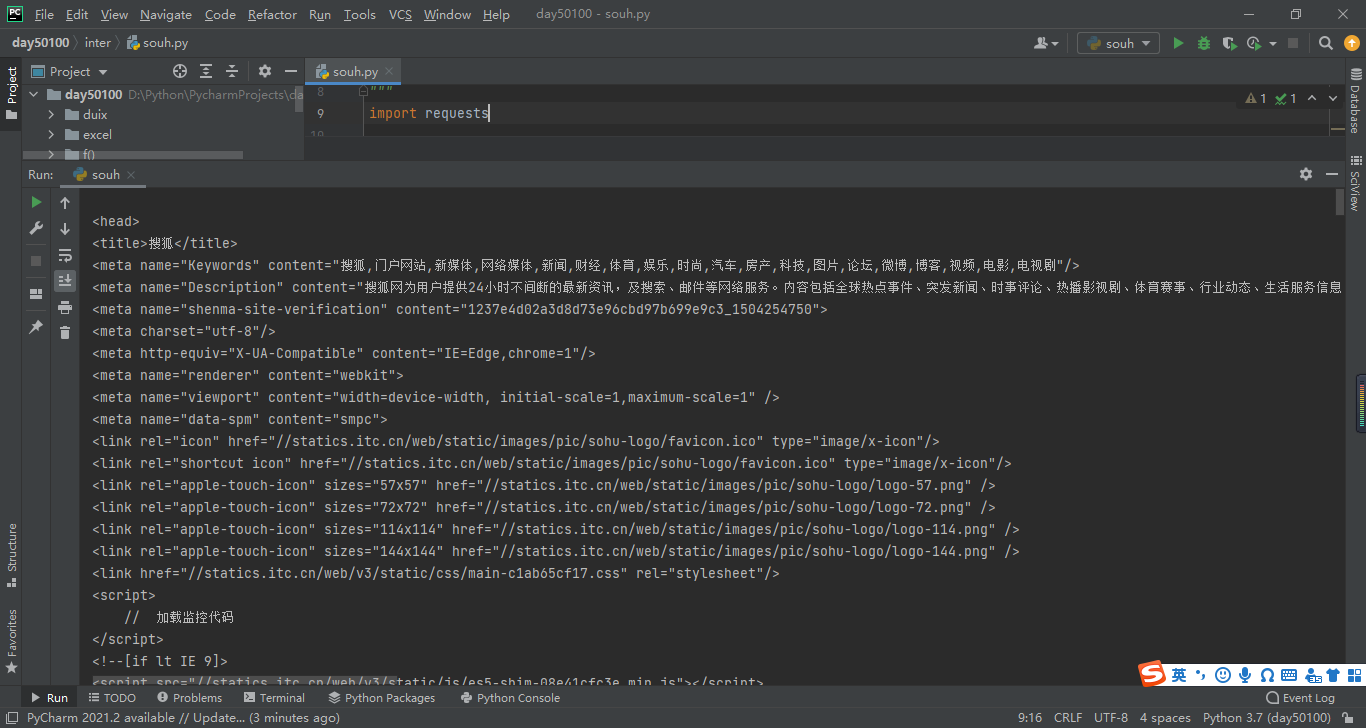 File Edit View Navigate Code Refactor Run Tools VCS Window Help day50100 - souh.py
day50100 inter souh.py souh
Project souh.py
day50100 D:\Python\PycharmProjects\da
duix
excel
f()
8 """
9 import requests
10
1 1
Project
Structure
Favorites
Database
SciView
Run: souh
<head>
<title>搜狐</title>
<meta name="Keywords" content="搜狐,门户网站,新媒体,网络媒体,新闻,财经,体育,娱乐,时尚,汽车,房产,科技,图片,论坛,微博,博客,视频,电影,电视剧"/>
<meta name="Description" content="搜狐网为用户提供24小时不间断的最新资讯，及搜索、邮件等网络服务。内容包括全球热点事件、突发新闻、时事评论、热播影视剧、体育赛事、行业动态、生活服务信息
<meta name="shenma-site-verification" content="1237e4d02a3d8d73e96cbd97b699e9c3_1504254750">
<meta charset="utf-8"/>
<meta http-equiv="X-UA-Compatible" content="IE=Edge,chrome=1"/>
<meta name="renderer" content="webkit">
<meta name="viewport" content="width=device-width, initial-scale=1,maximum-scale=1" />
<meta name="data-spm" content="smpc">
<link rel="icon" href="//statics.itc.cn/web/static/images/pic/sohu-logo/favicon.ico" type="image/x-icon"/>
<link rel="shortcut icon" href="//statics.itc.cn/web/static/images/pic/sohu-logo/favicon.ico" type="image/x-icon"/>
<link rel="apple-touch-icon" sizes="57x57" href="//statics.itc.cn/web/static/images/pic/sohu-logo/logo-57.png" />
<link rel="apple-touch-icon" sizes="72x72" href="//statics.itc.cn/web/static/images/pic/sohu-logo/logo-72.png" />
<link rel="apple-touch-icon" sizes="114x114" href="//statics.itc.cn/web/static/images/pic/sohu-logo/logo-114.png" />
<link rel="apple-touch-icon" sizes="144x144" href="//statics.itc.cn/web/static/images/pic/sohu-logo/logo-144.png" />
<link href="//statics.itc.cn/web/v3/static/css/main-c1ab65cf17.css" rel="stylesheet"/>
<script>
// 加载监控代码
</script>
<!--[if lt IE 9]>
<script src="//statics.itc.cn/web/v3/static/js/es5-shim-08e41cfc3e.min.js"></script>
英
Run TODO Problems Terminal Python Packages Python Console Event Log
PyCharm 2021.2 available // Update... (3 minutes ago) 9:16 CRLF UTF-8 4 spaces Python 3.7 (day50100)